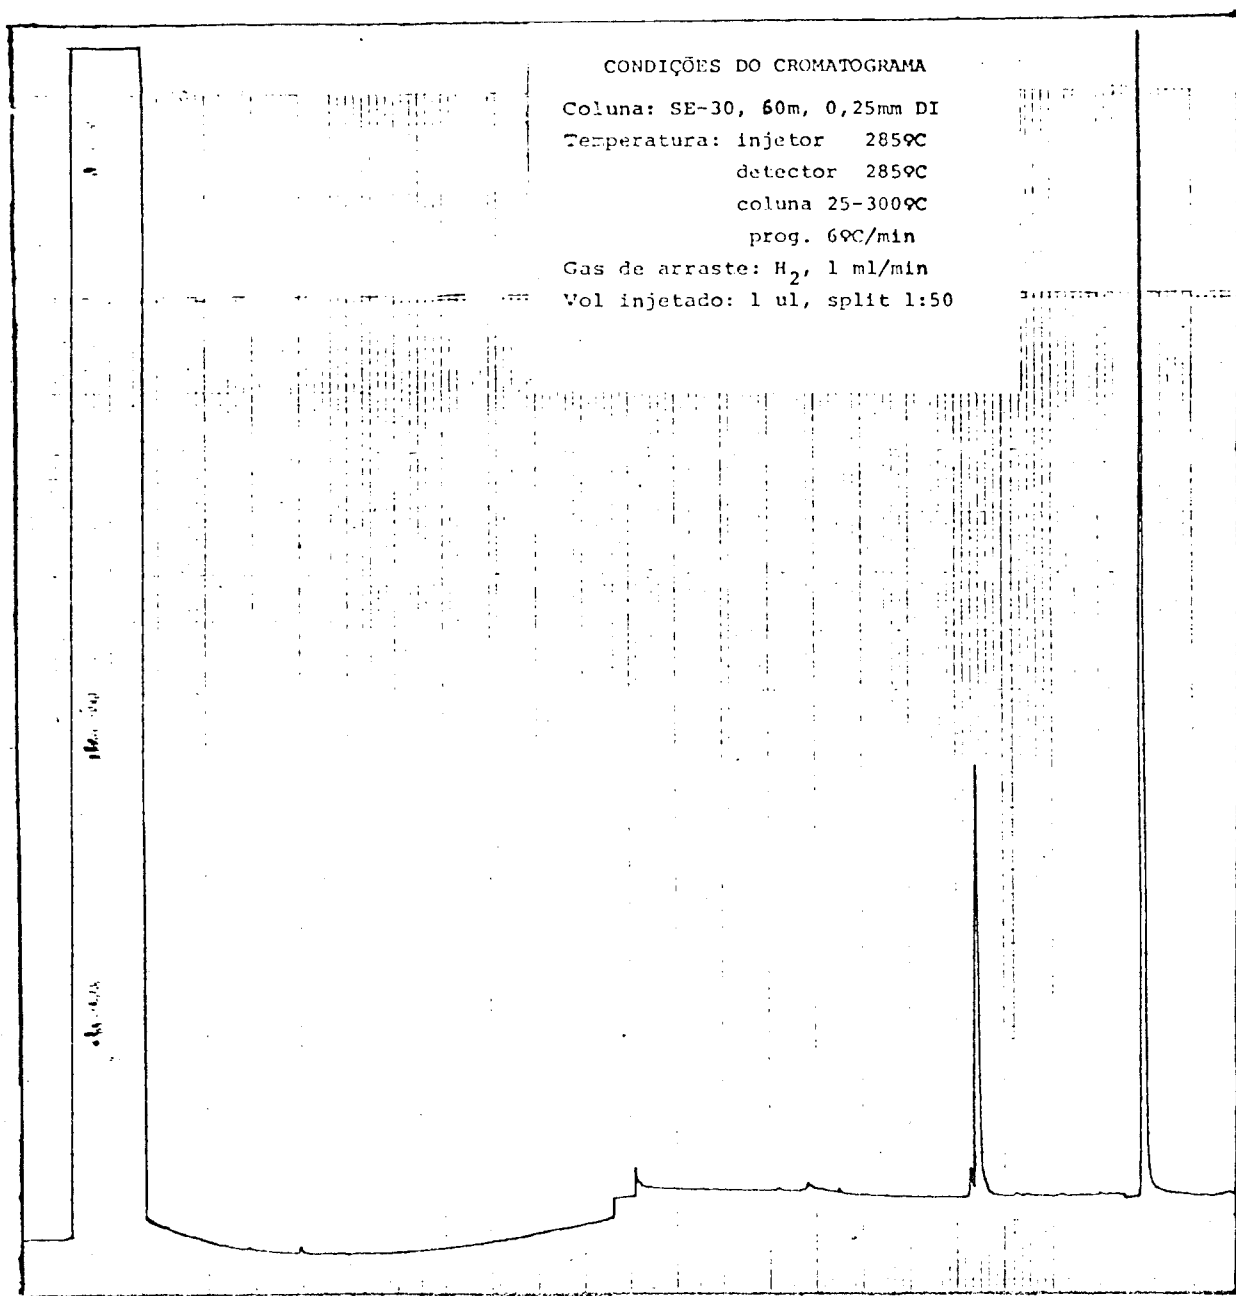 CONDIÇÕES DO CROMATOGRAMA
Coluna: SE-30, 60m, 0,25mm DI
Temperatura: injetor 285ºC
detector 285ºC
coluna 25-300ºC
prog. 6ºC/min
Gas de arraste: H₂, 1 ml/min
Vol injetado: 1 ul, split 1:50